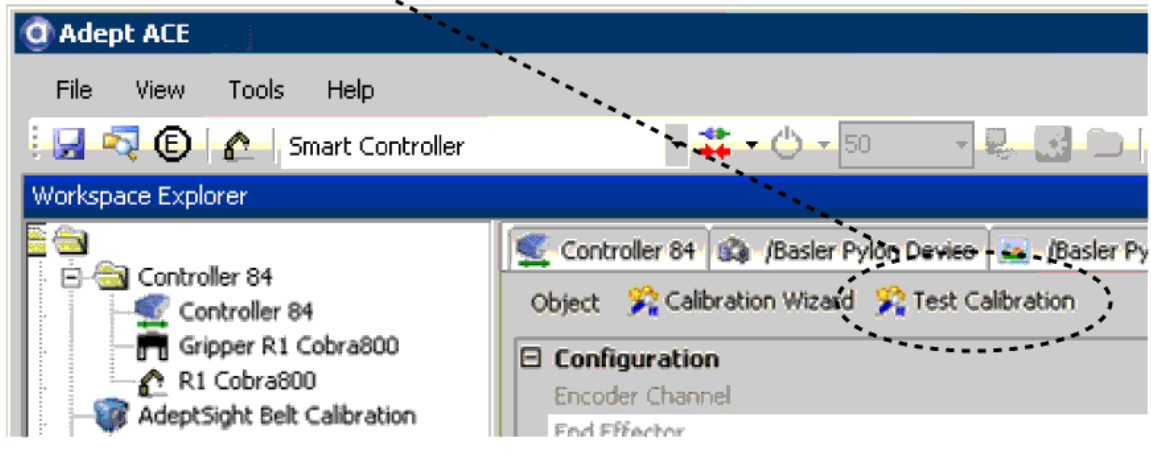 Adept ACE
File View Tools Help
E Smart Controller 50
Workspace Explorer
Controller 84
Controller 84
Gripper R1 Cobra800
R1 Cobra800
AdeptSight Belt Calibration
Controller 84 /Basler Pylon Device /Basler Py
Object Calibration Wizard Test Calibration
Configuration
Encoder Channel
End Effector